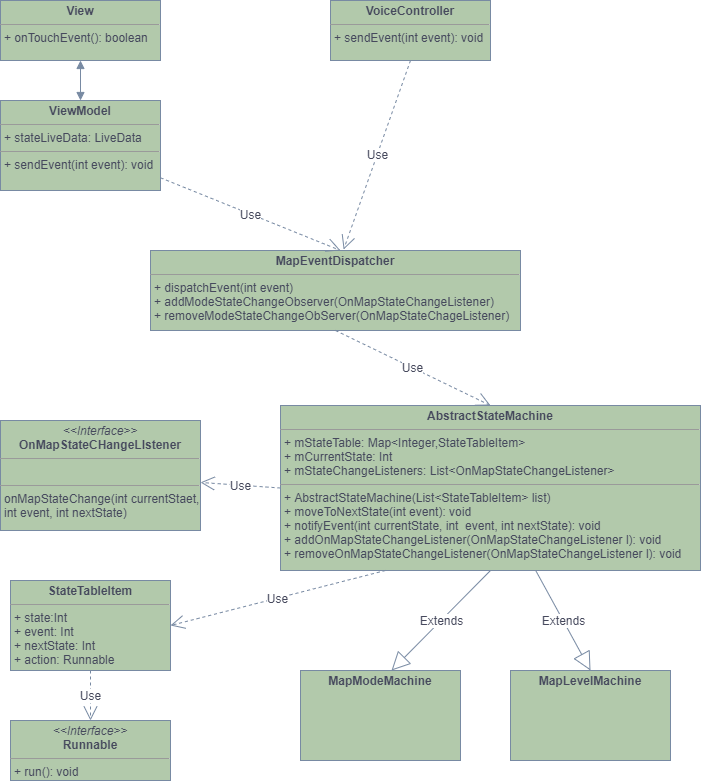 View
+ onTouchEvent(): boolean
VoiceController
+ sendEvent(int event): void
ViewModel
+ stateLiveData: LiveData
+ sendEvent(int event): void
Use
Use
MapEventDispatcher
+ dispatchEvent(int event)
+ addModeStateChangeObserver(OnMapStateChangeListener)
+ removeModeStateChangeObServer(OnMapStateChageListener)
Use
AbstractStateMachine
+ mStateTable: Map<Integer,StateTableItem>
+ mCurrentState: Int
+ mStateChangeListeners: List<OnMapStateChangeListener>
+ AbstractStateMachine(List<StateTableItem> list)
+ moveToNextState(int event): void
+ notifyEvent(int currentState, int event, int nextState): void
+ addOnMapStateChangeListener(OnMapStateChangeListener l): void
+ removeOnMapStateChangeListener(OnMapStateChangeListener l): void
<<Interface>>
OnMapStateCHangeLIstener
onMapStateChange(int currentStaet,
int event, int nextState)
Use
Use
StateTableItem
+ state:Int
+ event: Int
+ nextState: Int
+ action: Runnable
Use
<<Interface>>
Runnable
+ run(): void
Extends
Extends
MapModeMachine
MapLevelMachine